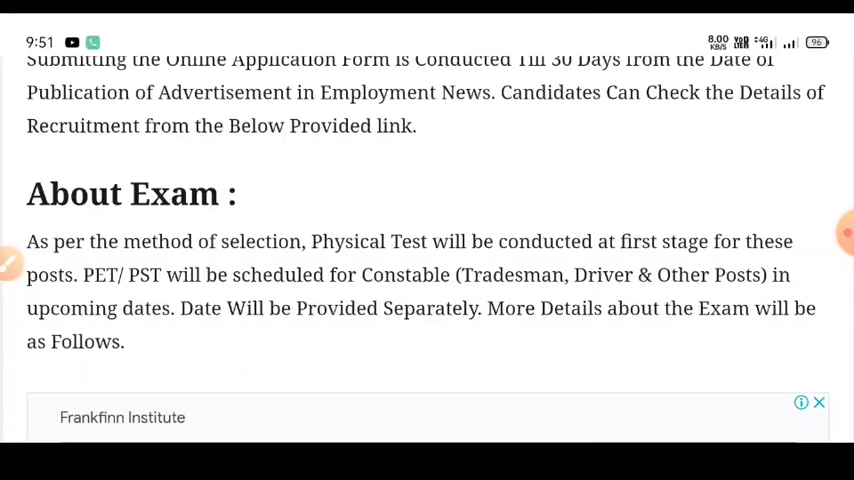 9:51
8.00 KB/S VoD LTE 4G 96
Submitting the Online Application Form is Conducted Till 30 Days from the Date of
Publication of Advertisement in Employment News. Candidates Can Check the Details of
Recruitment from the Below Provided link.
About Exam :
As per the method of selection, Physical Test will be conducted at first stage for these
posts. PET/ PST will be scheduled for Constable (Tradesman, Driver & Other Posts) in
upcoming dates. Date Will be Provided Separately. More Details about the Exam will be
as Follows.
Frankfinn Institute